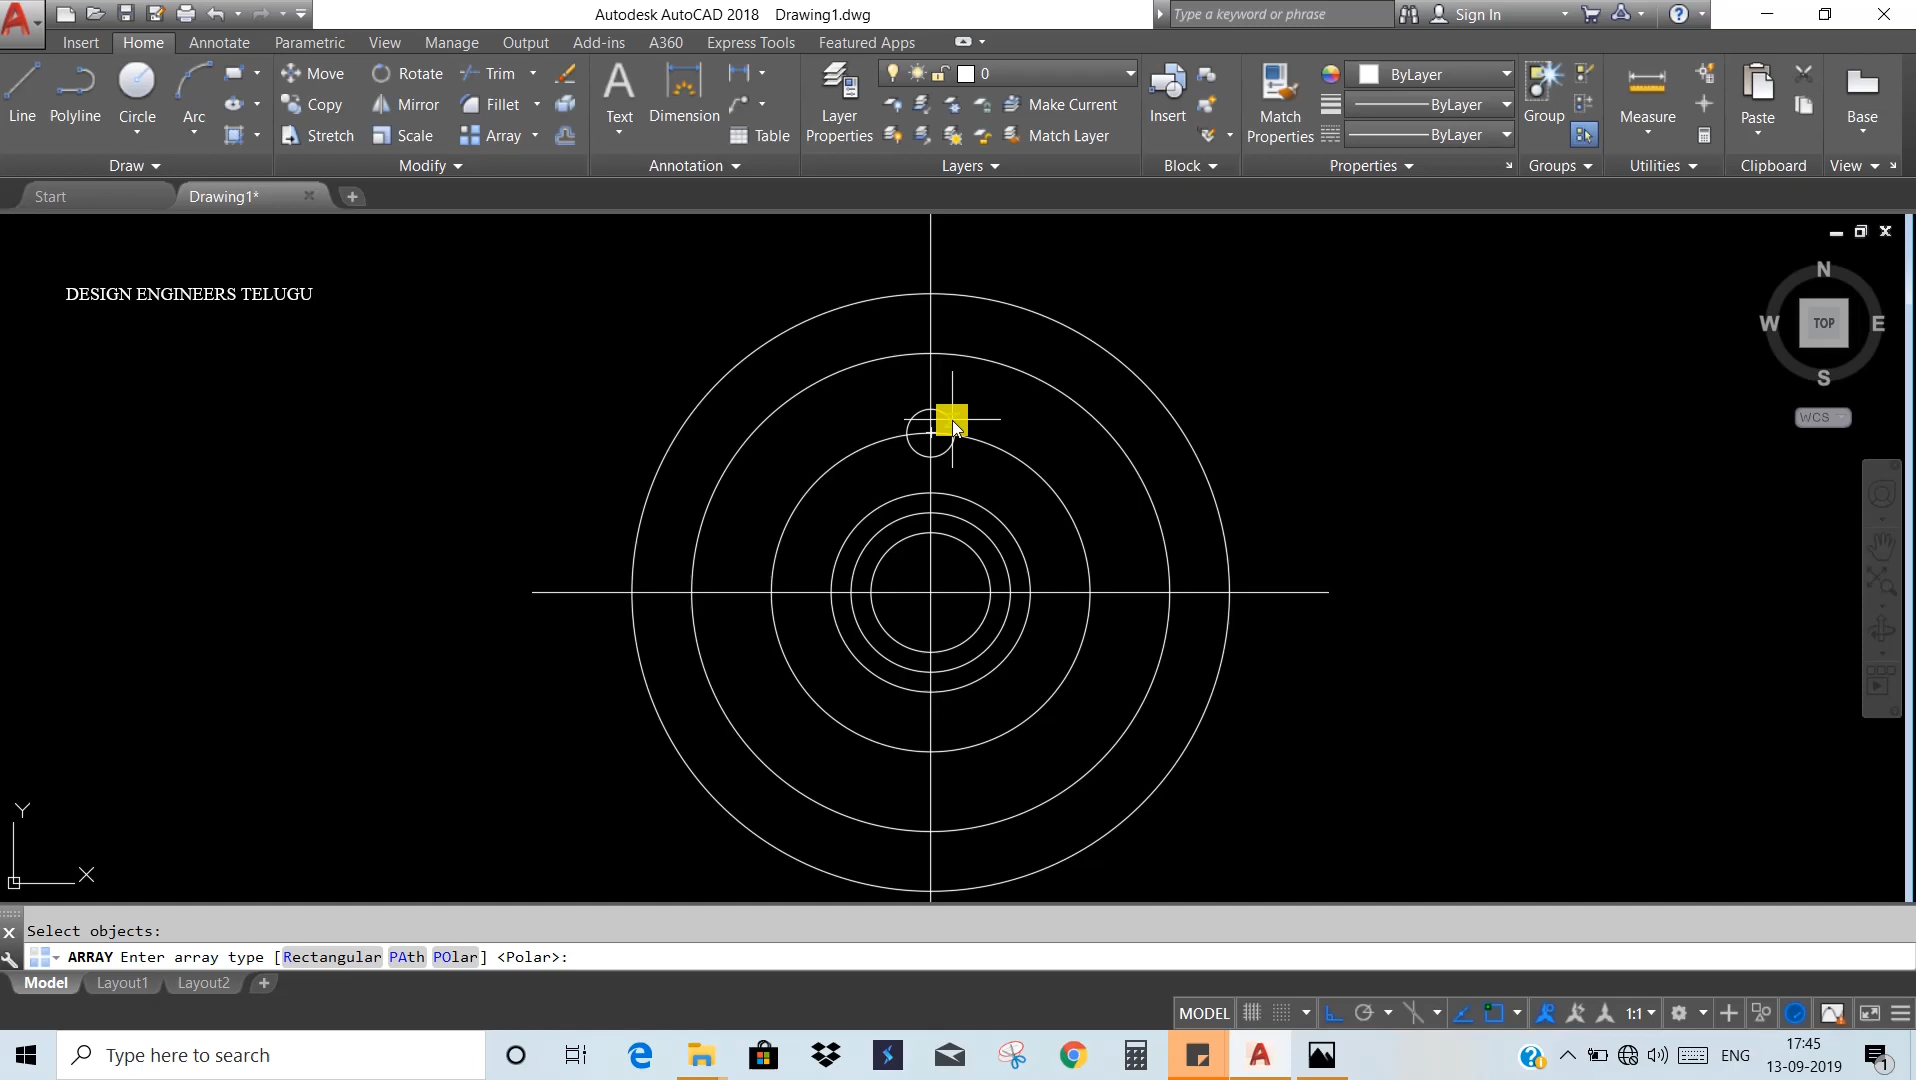 Autodesk AutoCAD 2018 Drawing1.dwg
Type a keyword or phrase
Sign In
Insert Home Annotate Parametric View Manage Output Add-ins A360 Express Tools Featured Apps
Line Polyline Circle Arc
Move Rotate Trim
Copy Mirror Fillet
Stretch Scale Array
Text Dimension Table
Layer Properties
0
Make Current
Match Layer
Insert
Match Properties
ByLayer
ByLayer
ByLayer
Group
Measure
Paste
Base
Draw Modify Annotation Layers Block Properties Groups Utilities Clipboard View
Start Drawing1*
DESIGN ENGINEERS TELUGU
N
W TOP E
S
WCS
Y
X
Select objects:
ARRAY Enter array type [Rectangular PAth POlar] <Polar>:
Model Layout1 Layout2
MODEL 1:1
Type here to search
ENG
17:45
13-09-2019
1